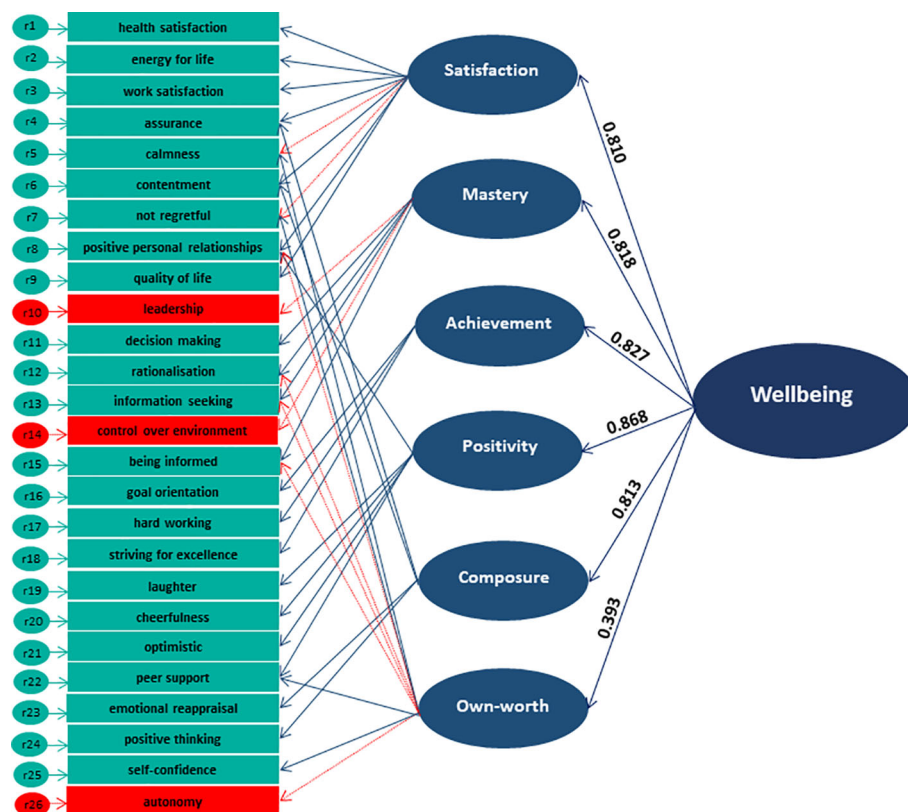 r1 health satisfaction
r2 energy for life
r3 work satisfaction
r4 assurance
r5 calmness
r6 contentment
r7 not regretful
r8 positive personal relationships
r9 quality of life
r10 leadership
r11 decision making
r12 rationalisation
r13 information seeking
r14 control over environment
r15 being informed
r16 goal orientation
r17 hard working
r18 striving for excellence
r19 laughter
r20 cheerfulness
r21 optimistic
r22 peer support
r23 emotional reappraisal
r24 positive thinking
r25 self-confidence
r26 autonomy
Satisfaction
Mastery
Achievement
Positivity
Composure
Own-worth
0.810
0.818
0.827
0.868
0.813
0.393
Wellbeing